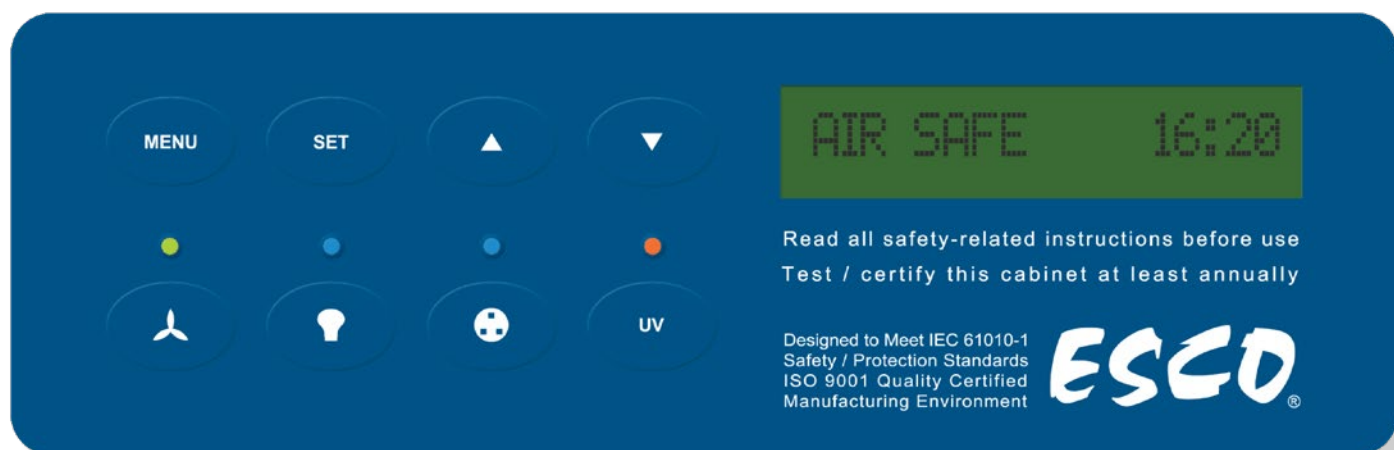 MENU
SET
UV
AIR SAFE 16:20
Read all safety-related instructions before use
Test / certify this cabinet at least annually
Designed to Meet IEC 61010-1
Safety / Protection Standards
ISO 9001 Quality Certified
Manufacturing Environment
ESCO®